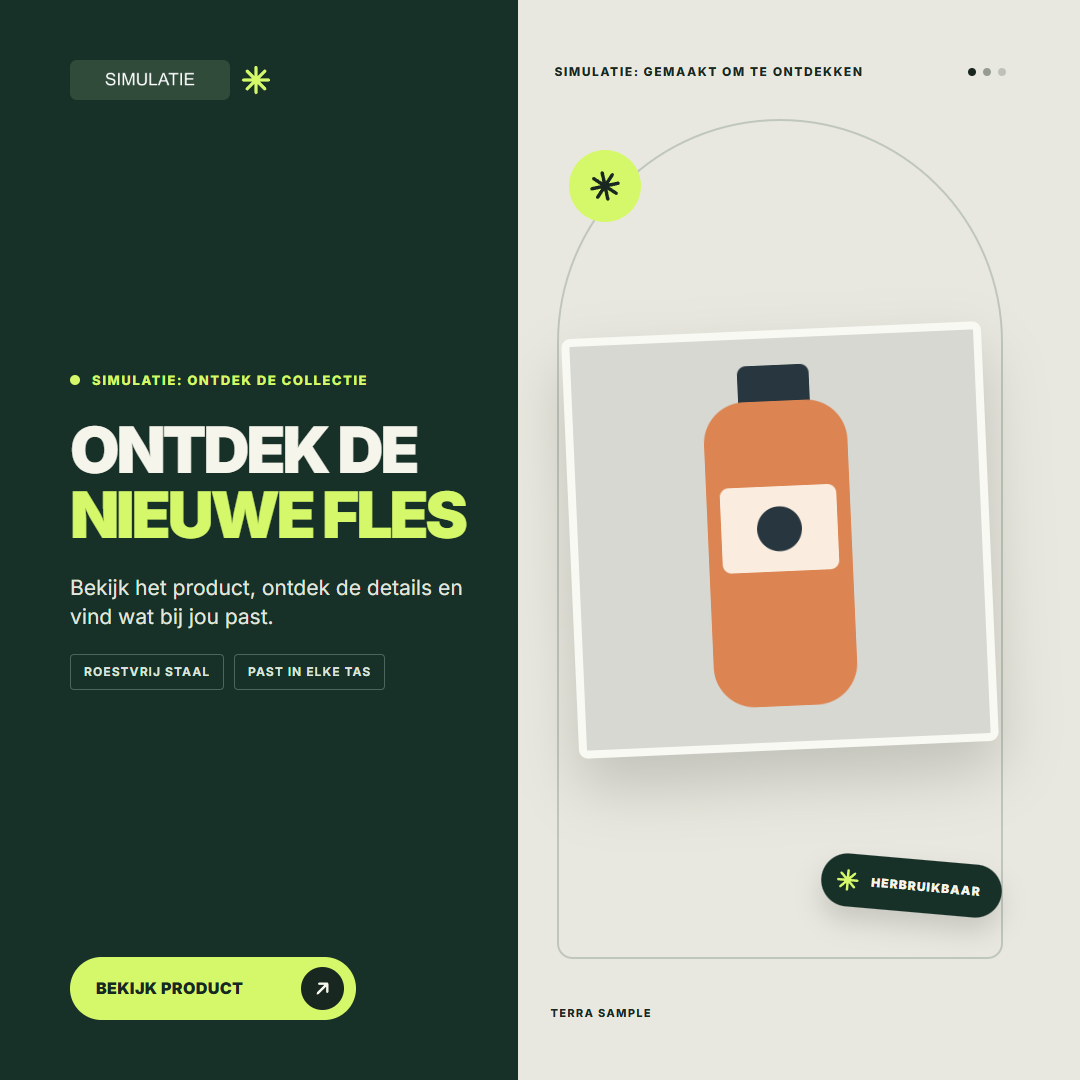 SIMULATIE
SIMULATIE: ONTDEK DE COLLECTIE
ONTDEK DE
NIEUWE FLES
Bekijk het product, ontdek de details en
vind wat bij jou past.
ROESTVRIJ STAAL
PAST IN ELKE TAS
BEKIJK PRODUCT
SIMULATIE: GEMAAKT OM TE ONTDEKKEN
HERBRUIKBAAR
TERRA SAMPLE